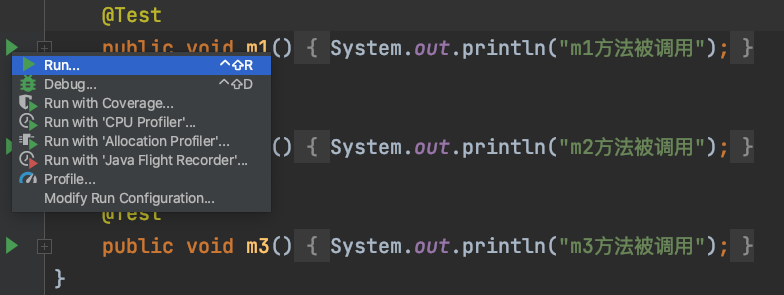 @Test
public void m1() { System.out.println("m1方法被调用"); }
Run... ^⇧R
Debug... ^⇧D
Run with Coverage...
Run with 'CPU Profiler'...
() { System.out.println("m2方法被调用"); }
Run with 'Allocation Profiler'...
Run with 'Java Flight Recorder'...
Profile...
Modify Run Configuration...
@Test
public void m3() { System.out.println("m3方法被调用"); }
}